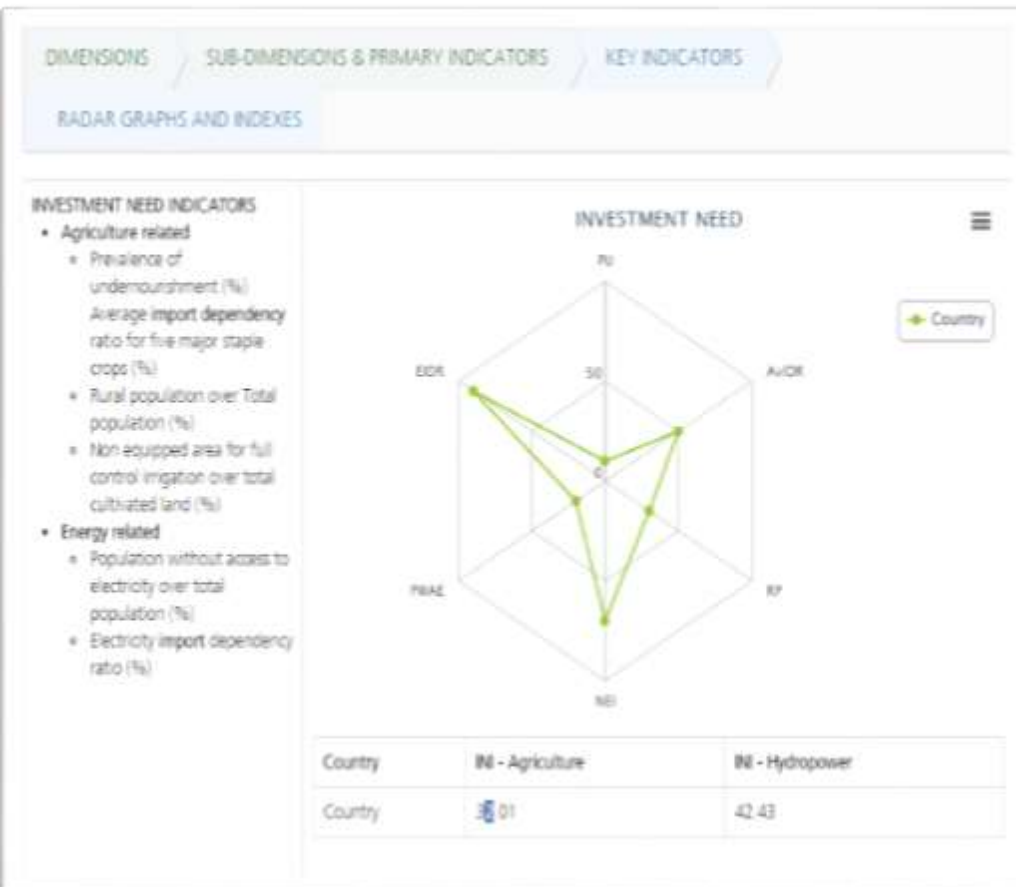 DIMENSIONS
SUB-DIMENSIONS & PRIMARY INDICATORS
KEY INDICATORS
RADAR GRAPHS AND INDEXES
INVESTMENT NEED INDICATORS
• Agriculture related
Prevalence of
undernourishment (%)
Average import dependency
ratio for five major staple
crops (%)
Rural population over Total
population (%)
Non equipped area for full
control irrigation over total
cultivated land (%)
• Energy related
Population without access to
electricity over total
population (%)
Electricity import dependency
ratio (%)
INVESTMENT NEED
PU
Country
EIDR
50
AvIDR
0
PWAE
RP
NEI
Country INI - Agriculture INI - Hydropower
Country 32.01 42.43